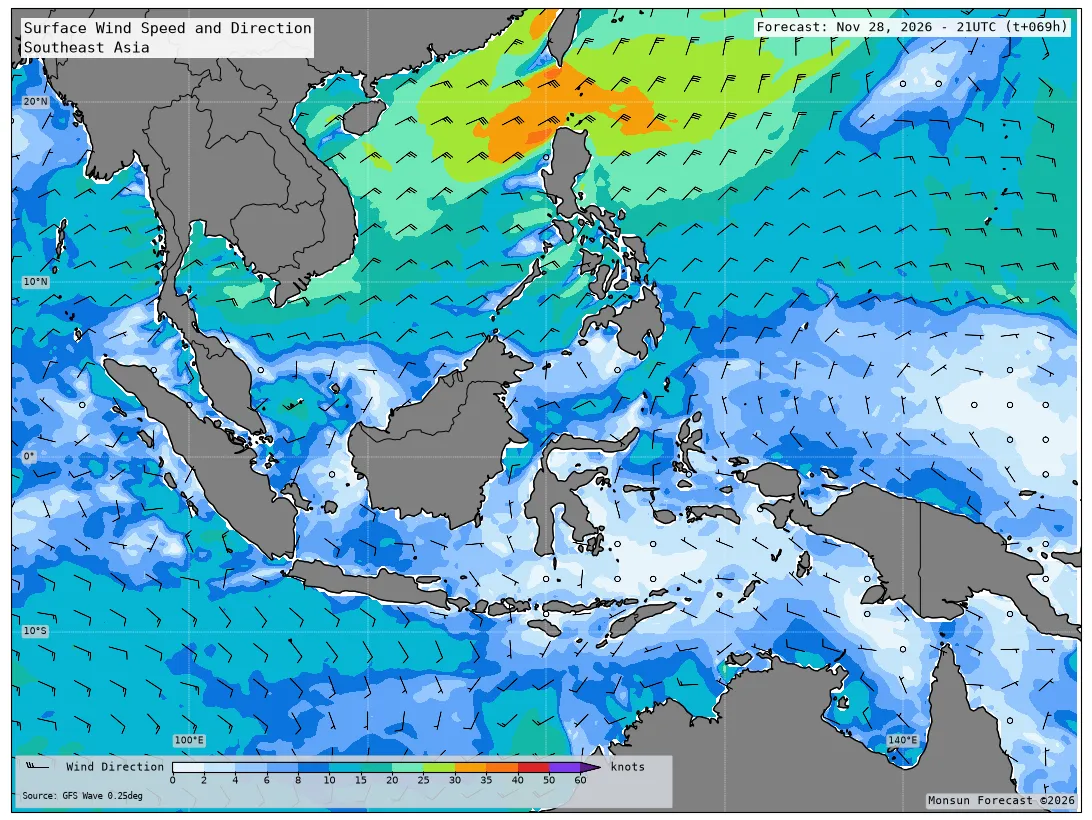 Surface Wind Speed and Direction
Southeast Asia
Forecast: Nov 28, 2026 - 21UTC (t+069h)
20°N
10°N
0°
10°S
100°E
140°E
Wind Direction
0 2 4 6 8 10 15 20 25 30 35 40 50 60
knots
Source: GFS Wave 0.25deg
Monsun Forecast ©2026